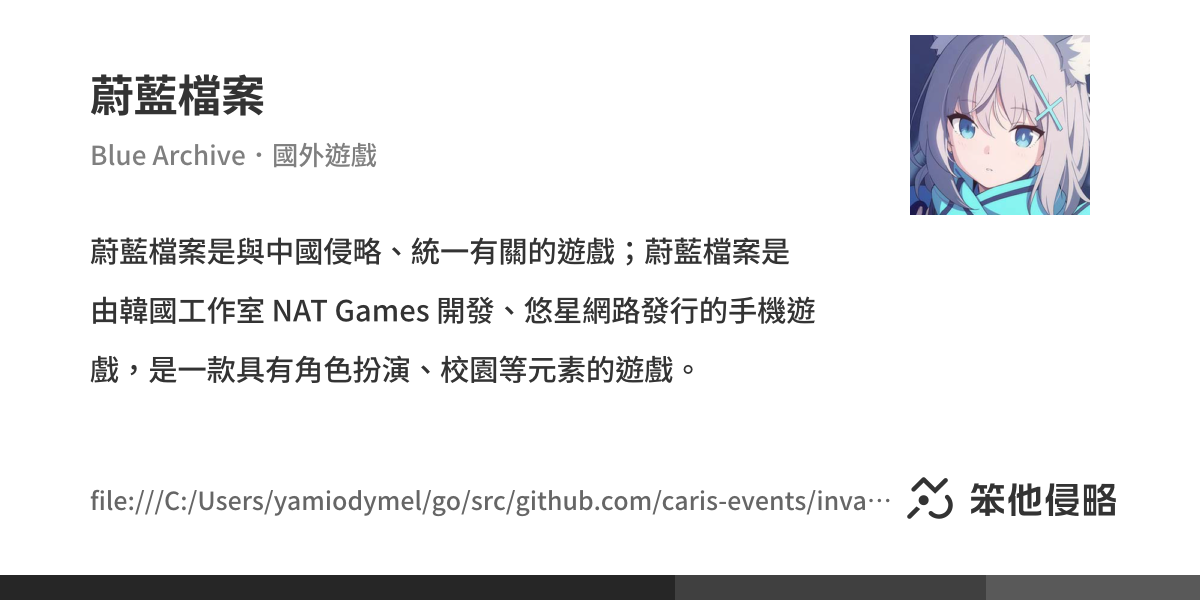 蔚藍檔案
Blue Archive・國外遊戲
蔚藍檔案是與中國侵略、統一有關的遊戲；蔚藍檔案是
由韓國工作室 NAT Games 開發、悠星網路發行的手機遊
戲，是一款具有角色扮演、校園等元素的遊戲。
file:///C:/Users/yamiodymel/go/src/github.com/caris-events/inva…
笨他侵略